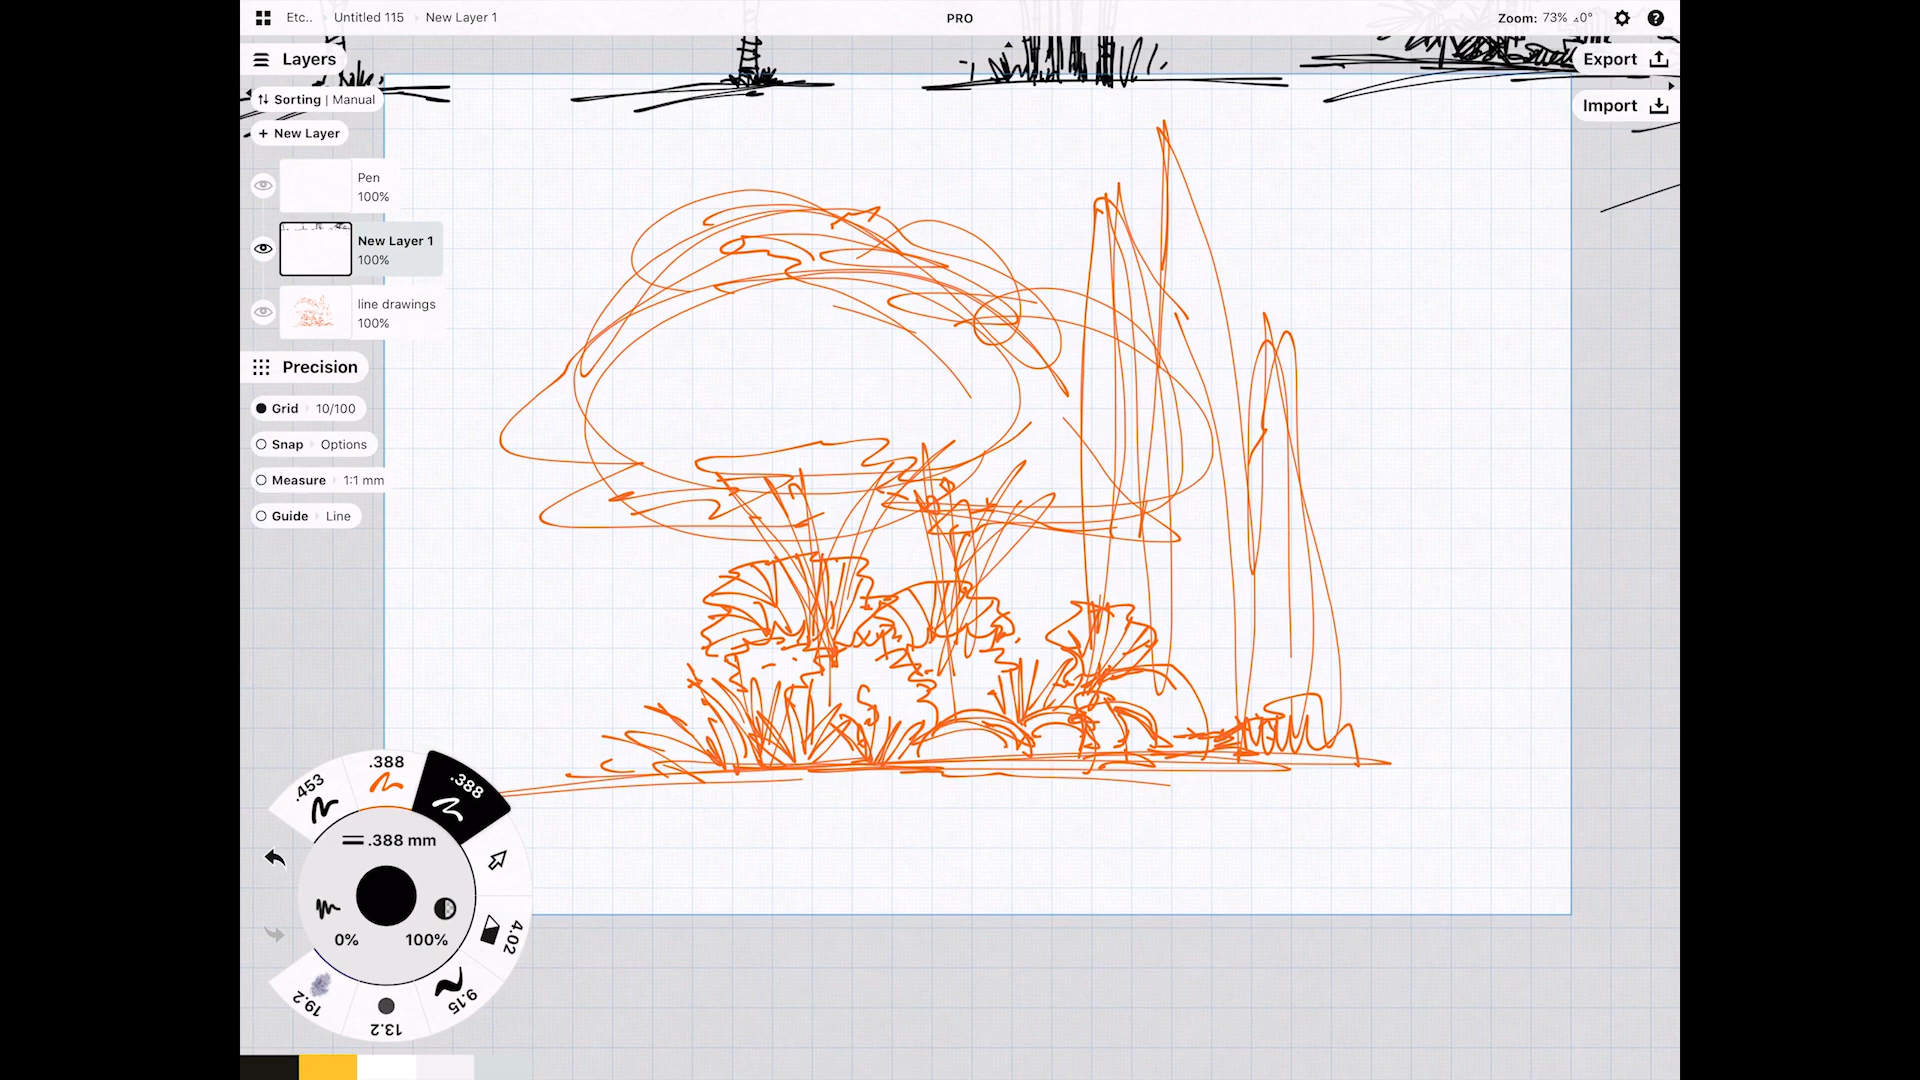 Etc.. Untitled 115 New Layer 1
PRO
Zoom: 73% 0°
Layers
Export
Sorting | Manual
Import
+ New Layer
Pen
100%
New Layer 1
100%
line drawings
100%
Precision
Grid 10/100
Snap Options
Measure 1:1 mm
Guide Line
.453
.388
.388
.388 mm
0% 100%
4.02
9.15
13.2
19.2